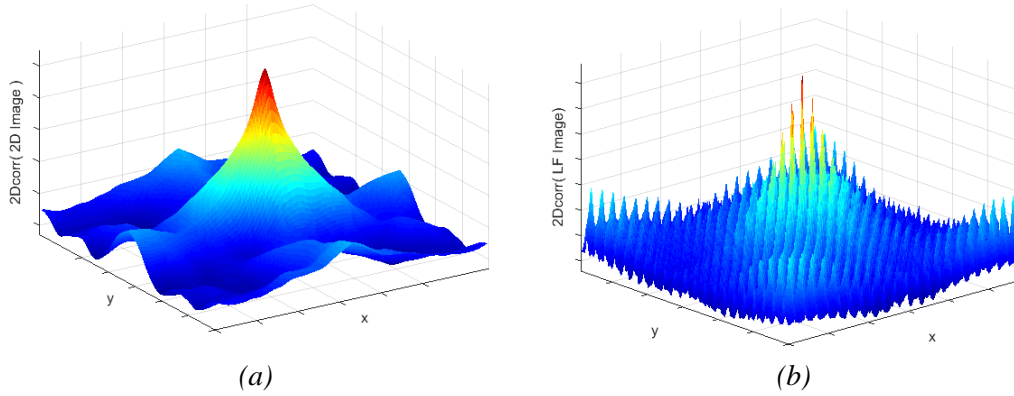 2Dcorr( 2D Image )
y
x
(a)
2Dcorr( LF Image)
y
x
(b)